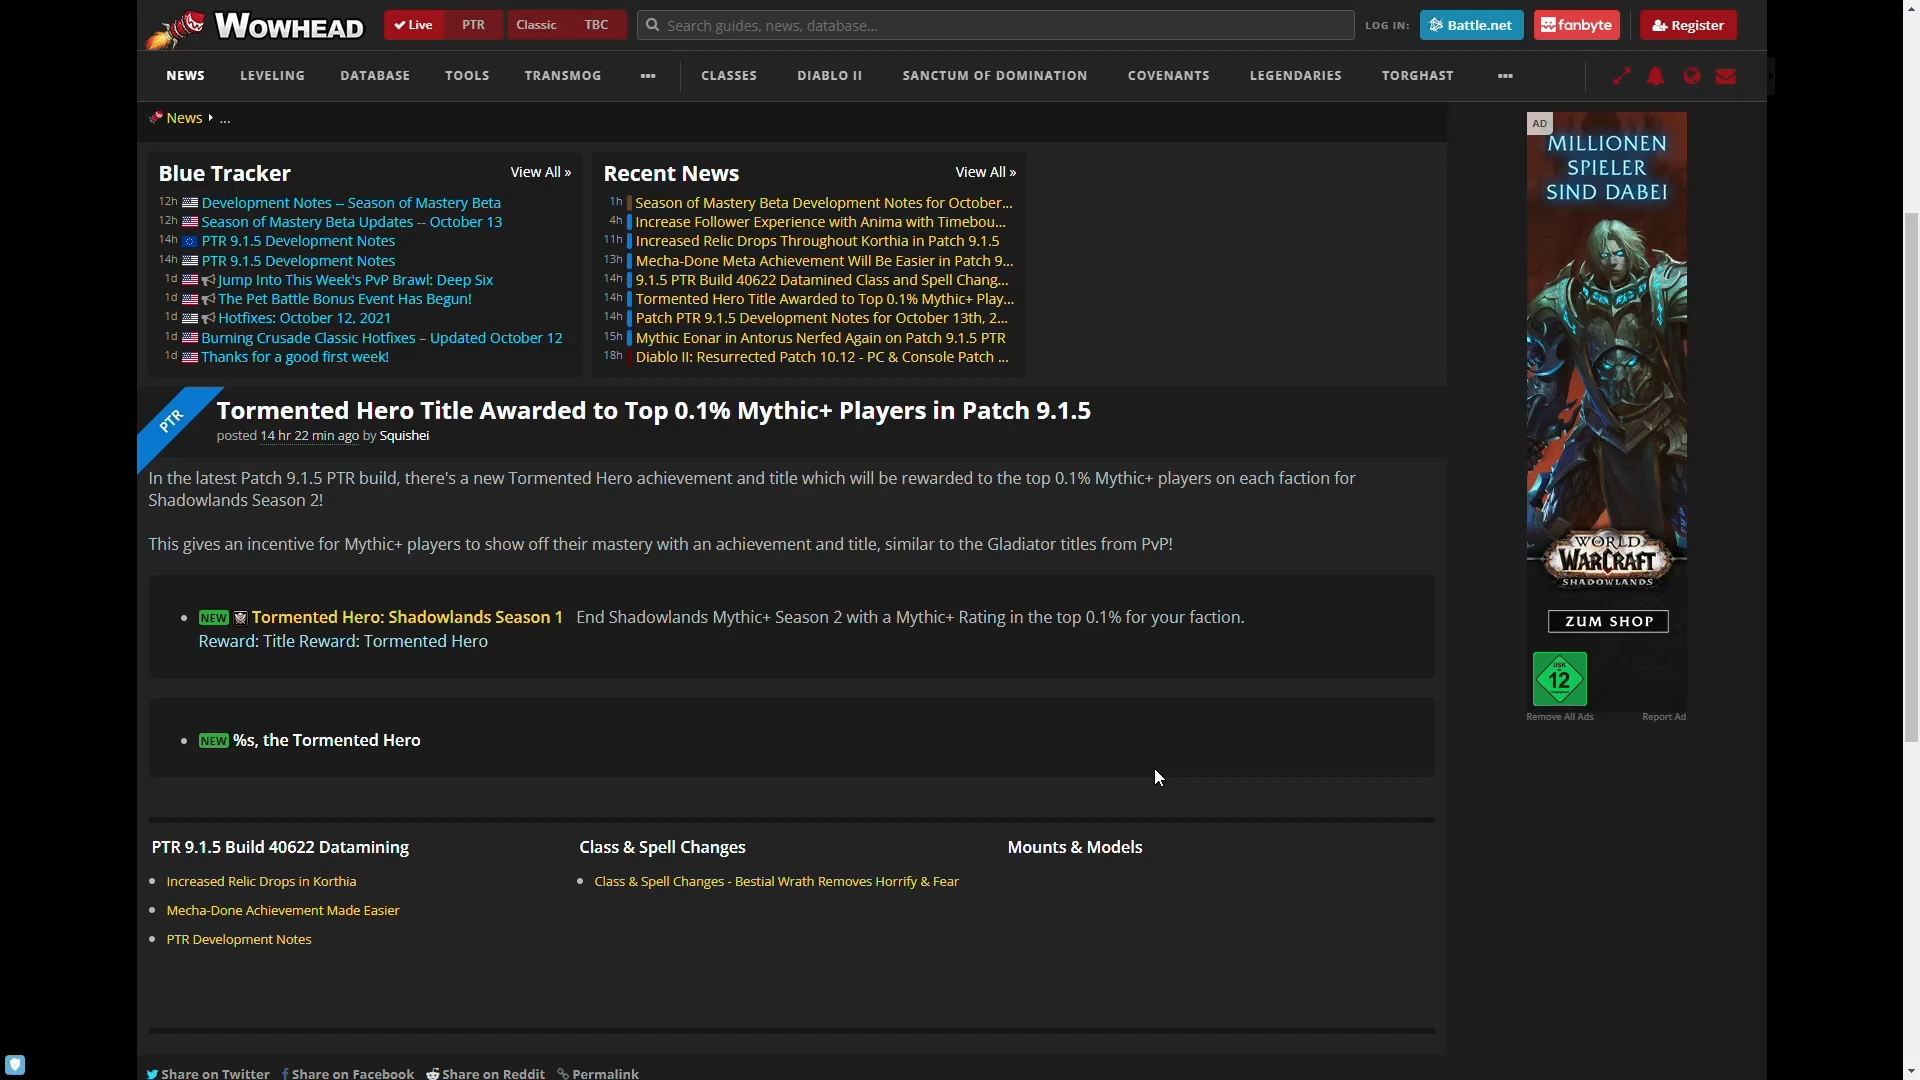 WOWHEAD
Live PTR Classic TBC
Search guides, news, database...
LOG IN: Battle.net fanbyte Register
NEWS LEVELING DATABASE TOOLS TRANSMOG ••• CLASSES DIABLO II SANCTUM OF DOMINATION COVENANTS LEGENDARIES TORGHAST •••
News ...
Blue Tracker View All »
12h Development Notes -- Season of Mastery Beta
12h Season of Mastery Beta Updates -- October 13
14h PTR 9.1.5 Development Notes
14h PTR 9.1.5 Development Notes
1d Jump Into This Week's PvP Brawl: Deep Six
1d The Pet Battle Bonus Event Has Begun!
1d Hotfixes: October 12, 2021
1d Burning Crusade Classic Hotfixes – Updated October 12
1d Thanks for a good first week!
Recent News View All »
1h Season of Mastery Beta Development Notes for October...
4h Increase Follower Experience with Anima with Timebou...
11h Increased Relic Drops Throughout Korthia in Patch 9.1.5
13h Mecha-Done Meta Achievement Will Be Easier in Patch 9...
14h 9.1.5 PTR Build 40622 Datamined Class and Spell Chang...
14h Tormented Hero Title Awarded to Top 0.1% Mythic+ Play...
14h Patch PTR 9.1.5 Development Notes for October 13th, 2...
15h Mythic Eonar in Antorus Nerfed Again on Patch 9.1.5 PTR
18h Diablo II: Resurrected Patch 10.12 - PC & Console Patch ...
PTR
Tormented Hero Title Awarded to Top 0.1% Mythic+ Players in Patch 9.1.5
posted 14 hr 22 min ago by Squishei
In the latest Patch 9.1.5 PTR build, there's a new Tormented Hero achievement and title which will be rewarded to the top 0.1% Mythic+ players on each faction for
Shadowlands Season 2!
This gives an incentive for Mythic+ players to show off their mastery with an achievement and title, similar to the Gladiator titles from PvP!
NEW Tormented Hero: Shadowlands Season 1 End Shadowlands Mythic+ Season 2 with a Mythic+ Rating in the top 0.1% for your faction.
Reward: Title Reward: Tormented Hero
NEW %s, the Tormented Hero
PTR 9.1.5 Build 40622 Datamining
Increased Relic Drops in Korthia
Mecha-Done Achievement Made Easier
PTR Development Notes
Class & Spell Changes
Class & Spell Changes - Bestial Wrath Removes Horrify & Fear
Mounts & Models
Share on Twitter Share on Facebook Share on Reddit Permalink
AD
MILLIONEN
SPIELER
SIND DABEI
WORLD
OF
WARCRAFT
SHADOWLANDS
ZUM SHOP
USK
12
Remove All Ads Report Ad